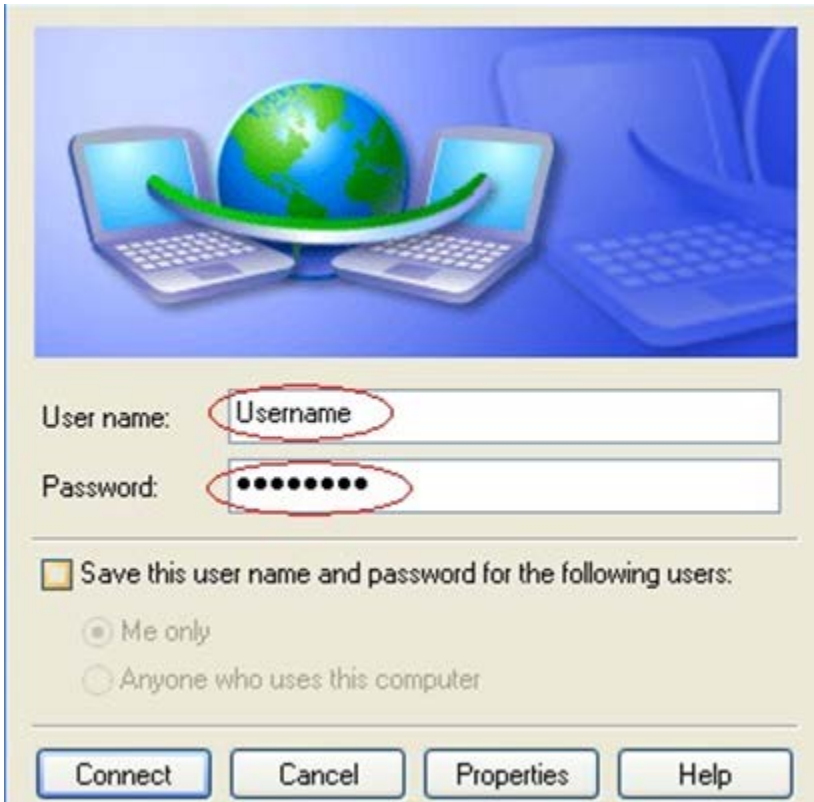 User name: Username
Password: ••••••••
Save this user name and password for the following users:
Me only
Anyone who uses this computer
Connect Cancel Properties Help